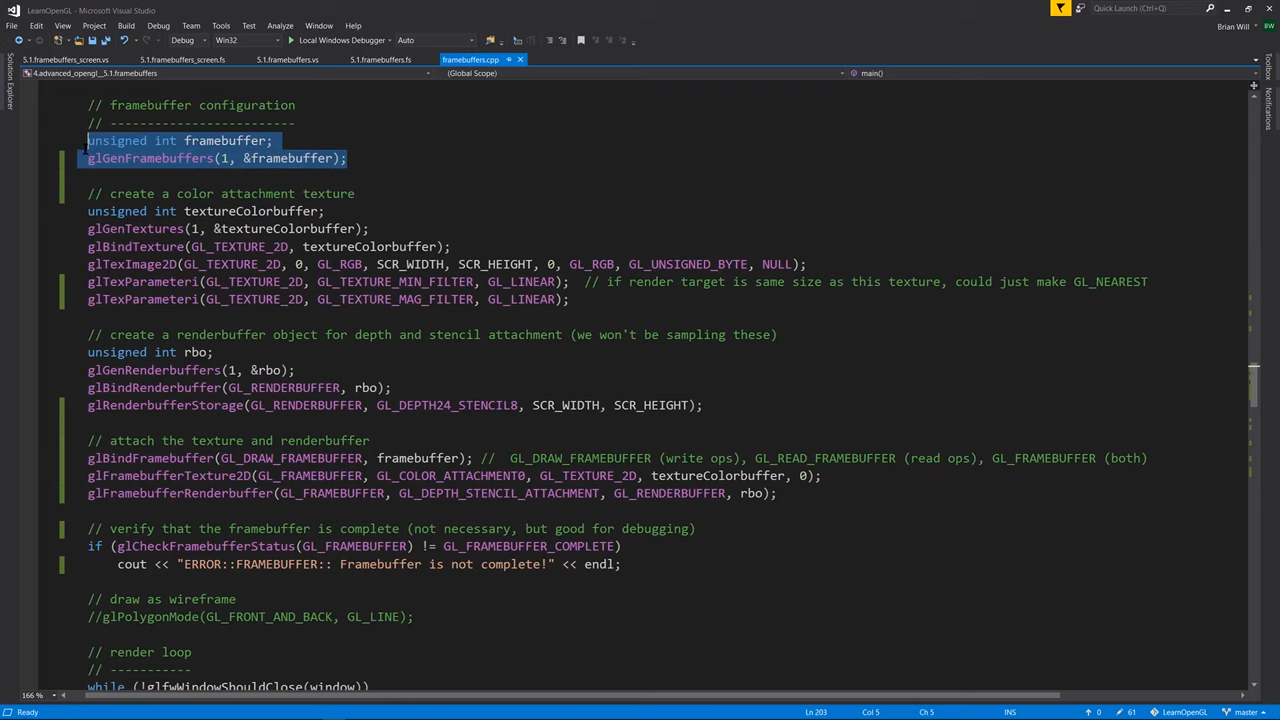 LearnOpenGL - Microsoft Visual Studio
Quick Launch (Ctrl+Q)
File Edit View Project Build Debug Team Tools Test Analyze Window Help
Brian Will BW
Debug Win32 Local Windows Debugger Auto
5.1.framebuffers_screen.vs 5.1.framebuffers_screen.fs 5.1.framebuffers.vs 5.1.framebuffers.fs framebuffers.cpp
4.advanced_opengl__5.1.framebuffers (Global Scope) main()
Solution Explorer
Toolbox
Notifications
// framebuffer configuration
// -------------------------
unsigned int framebuffer;
glGenFramebuffers(1, &framebuffer);
// create a color attachment texture
unsigned int textureColorbuffer;
glGenTextures(1, &textureColorbuffer);
glBindTexture(GL_TEXTURE_2D, textureColorbuffer);
glTexImage2D(GL_TEXTURE_2D, 0, GL_RGB, SCR_WIDTH, SCR_HEIGHT, 0, GL_RGB, GL_UNSIGNED_BYTE, NULL);
glTexParameteri(GL_TEXTURE_2D, GL_TEXTURE_MIN_FILTER, GL_LINEAR);  // if render target is same size as this texture, could just make GL_NEAREST
glTexParameteri(GL_TEXTURE_2D, GL_TEXTURE_MAG_FILTER, GL_LINEAR);
// create a renderbuffer object for depth and stencil attachment (we won't be sampling these)
unsigned int rbo;
glGenRenderbuffers(1, &rbo);
glBindRenderbuffer(GL_RENDERBUFFER, rbo);
glRenderbufferStorage(GL_RENDERBUFFER, GL_DEPTH24_STENCIL8, SCR_WIDTH, SCR_HEIGHT);
// attach the texture and renderbuffer
glBindFramebuffer(GL_DRAW_FRAMEBUFFER, framebuffer); //  GL_DRAW_FRAMEBUFFER (write ops), GL_READ_FRAMEBUFFER (read ops), GL_FRAMEBUFFER (both)
glFramebufferTexture2D(GL_FRAMEBUFFER, GL_COLOR_ATTACHMENT0, GL_TEXTURE_2D, textureColorbuffer, 0);
glFramebufferRenderbuffer(GL_FRAMEBUFFER, GL_DEPTH_STENCIL_ATTACHMENT, GL_RENDERBUFFER, rbo);
// verify that the framebuffer is complete (not necessary, but good for debugging)
if (glCheckFramebufferStatus(GL_FRAMEBUFFER) != GL_FRAMEBUFFER_COMPLETE)
cout << "ERROR::FRAMEBUFFER:: Framebuffer is not complete!" << endl;
// draw as wireframe
//glPolygonMode(GL_FRONT_AND_BACK, GL_LINE);
// render loop
// -----------
while (!glfwWindowShouldClose(window))
166 %
Ready Ln 203 Col 5 Ch 5 INS 0 61 LearnOpenGL master